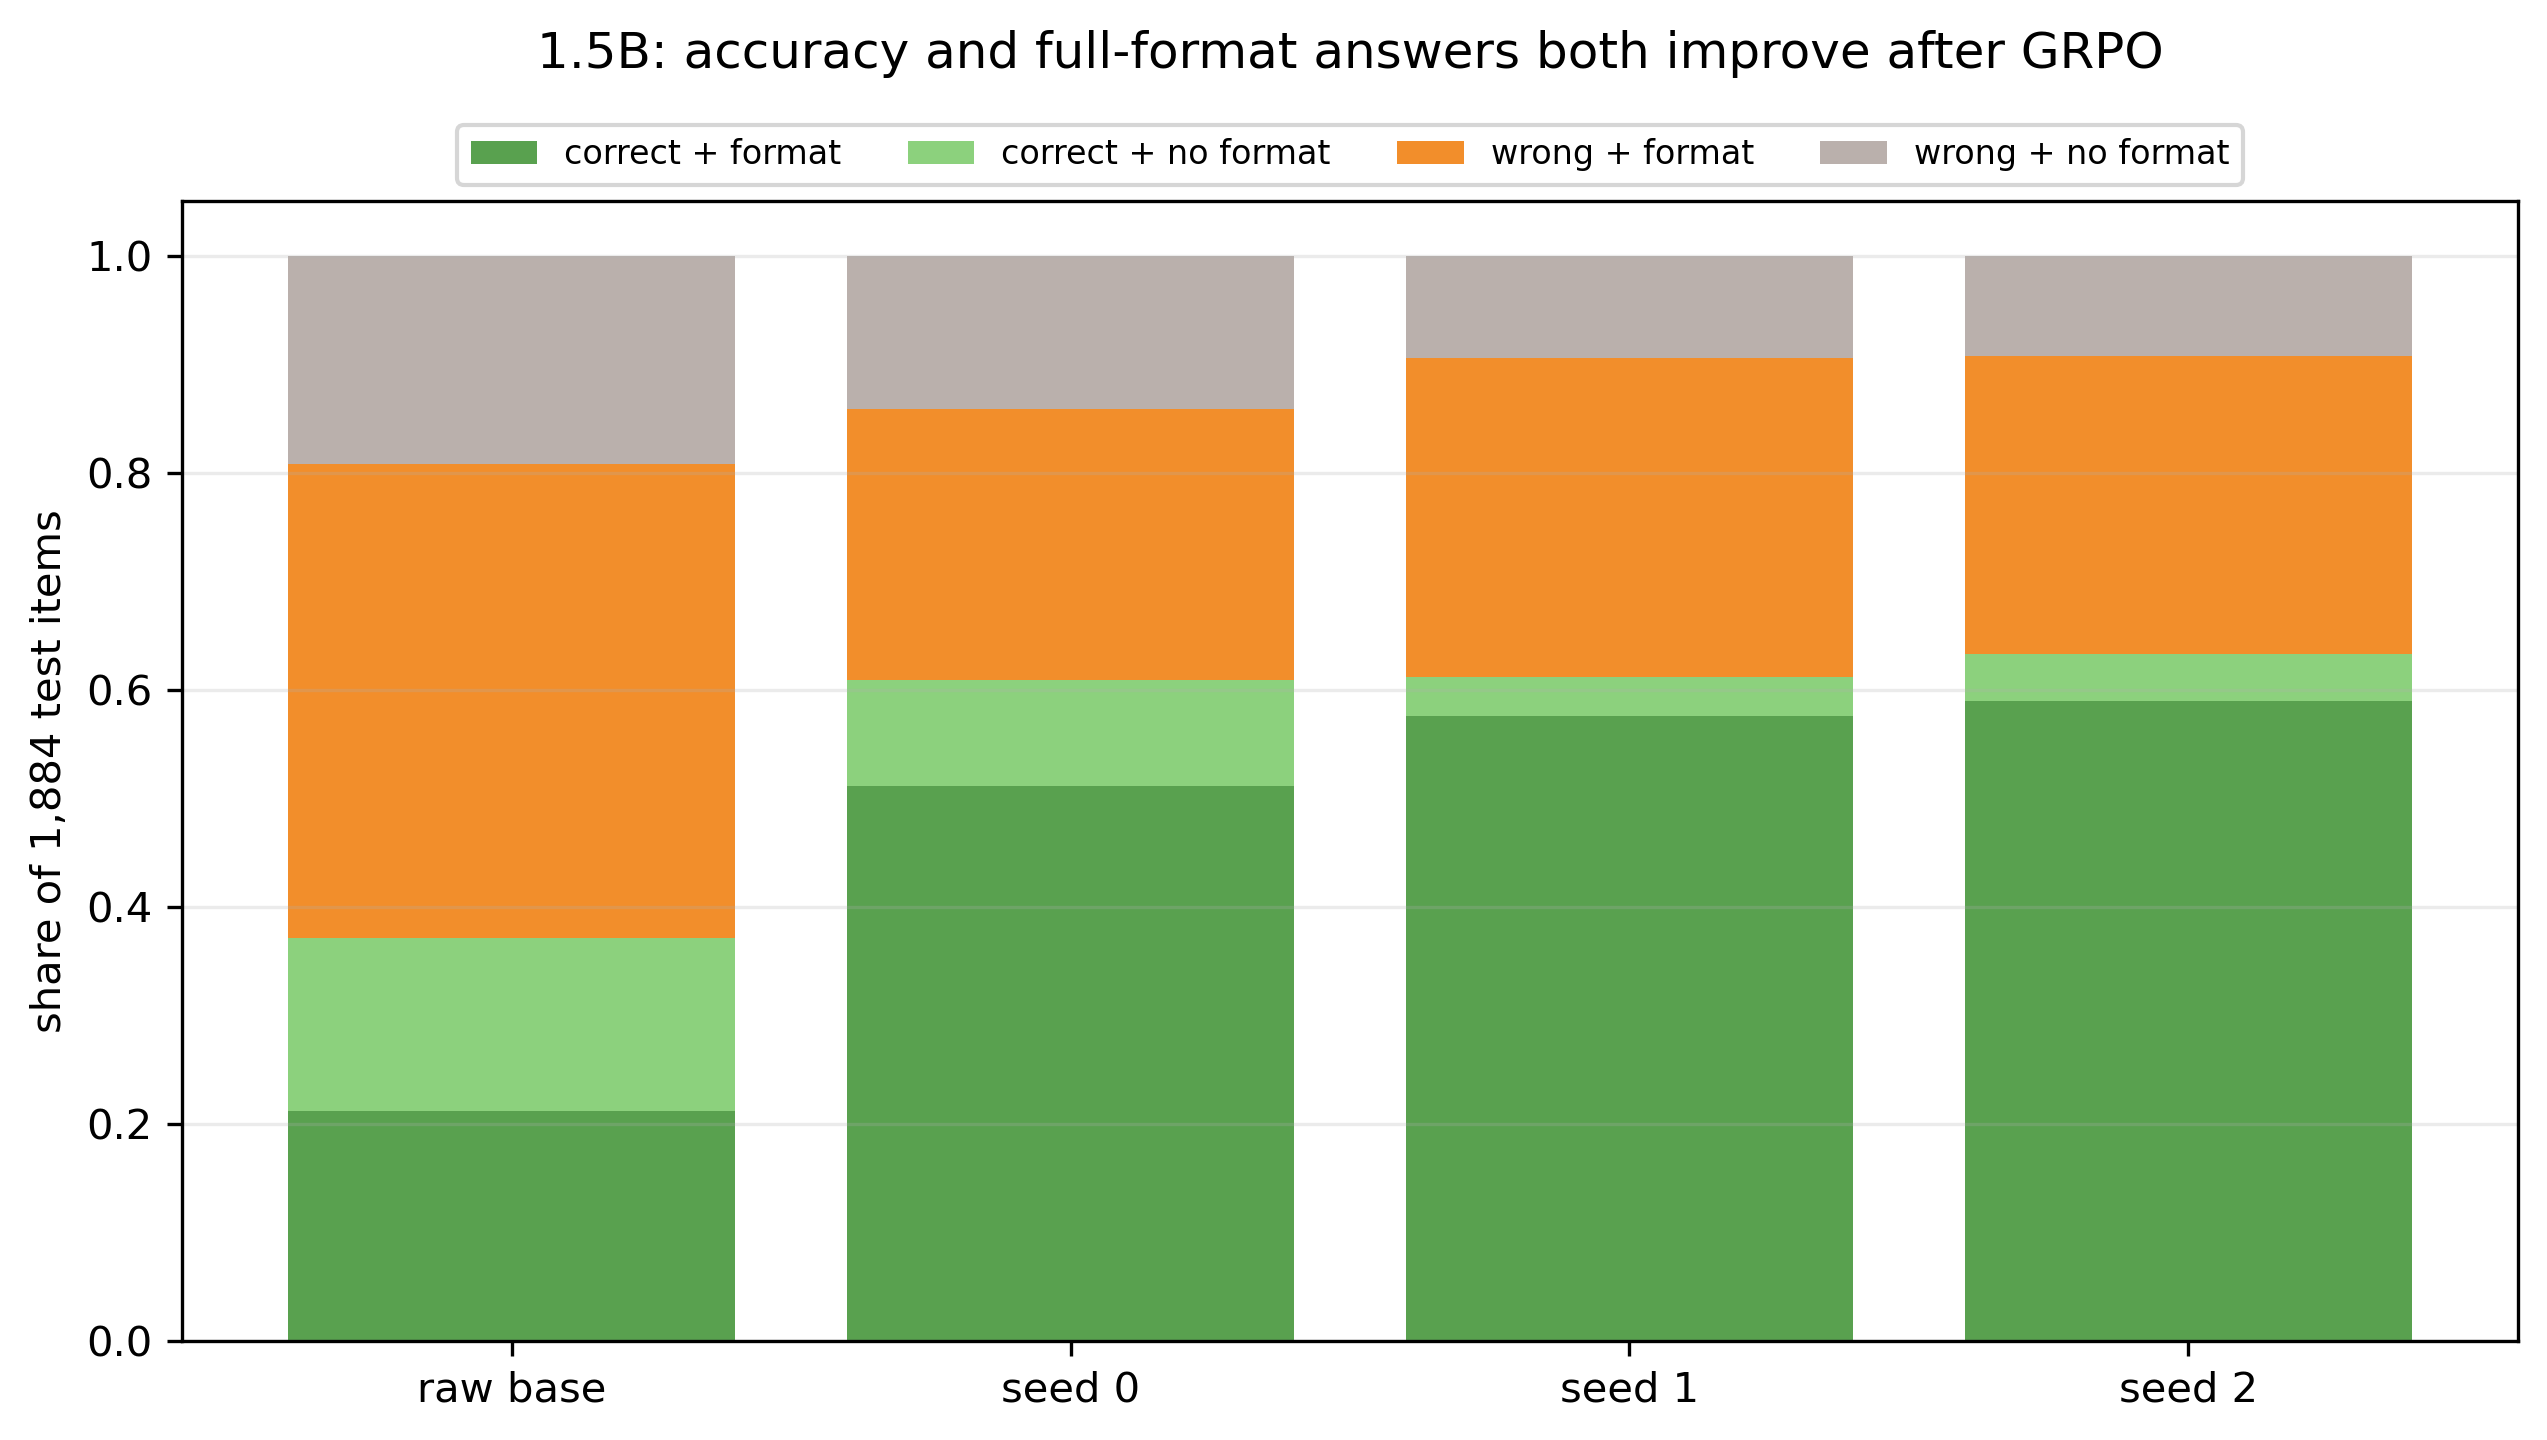 1.5B: accuracy and full-format answers both improve after GRPO
correct + format correct + no format wrong + format wrong + no format
share of 1,884 test items
1.0
0.8
0.6
0.4
0.2
0.0
raw base seed 0 seed 1 seed 2